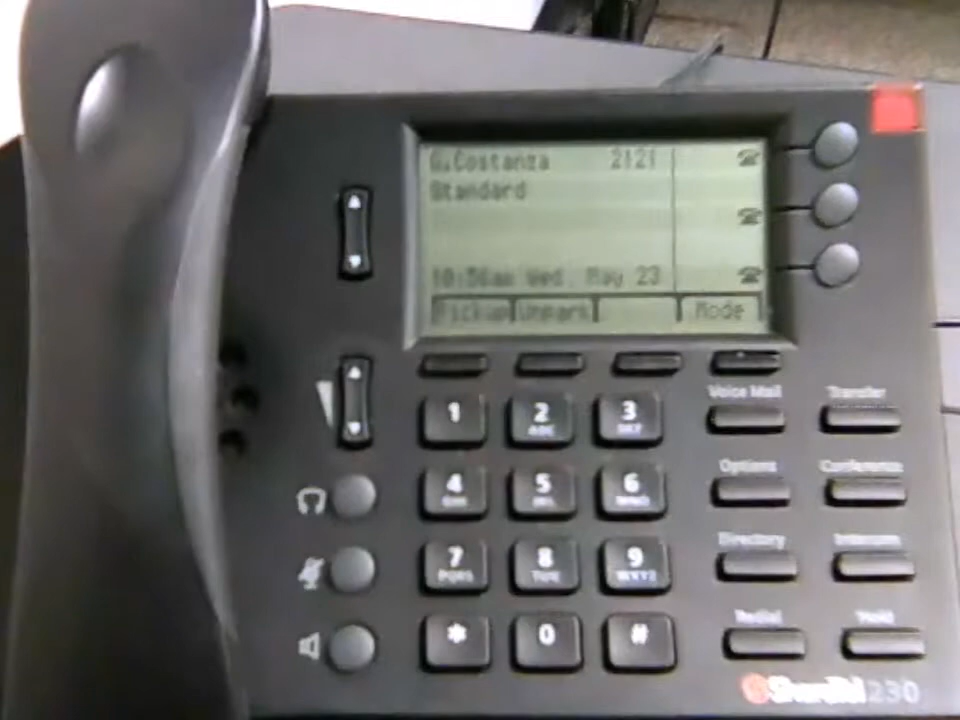 G.Costanza 2121
Standard
10:56am Wed, May 23
Pickup Unpark Mode
Voice Mail Transfer
1 2 ABC 3 DEF
Options Conference
4 GHI 5 JKL 6 MNO
Directory Intercom
7 PQRS 8 TUV 9 WXYZ
Redial Hold
* 0 #
ShoreTel 230